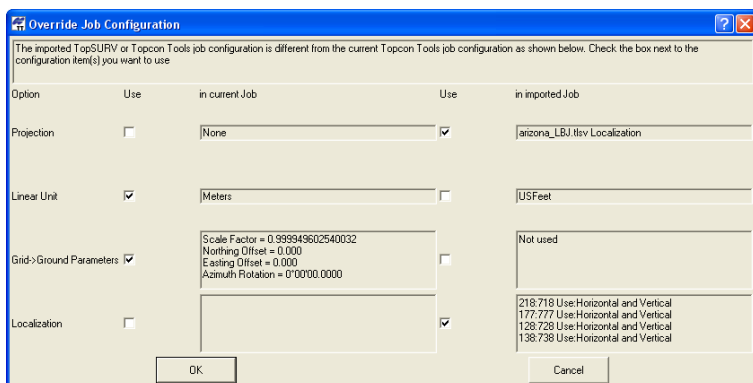 Override Job Configuration
The imported TopSURV or Topcon Tools job configuration is different from the current Topcon Tools job configuration as shown below. Check the box next to the
configuration item(s) you want to use
Option Use in current Job Use in imported Job
Projection None arizona_LBJ.tlsv Localization
Linear Unit Meters USFeet
Grid->Ground Parameters
Scale Factor = 0.999949602540032
Northing Offset = 0.000
Easting Offset = 0.000
Azimuth Rotation = 0°00'00.0000
Not used
Localization
218:718 Use:Horizontal and Vertical
177:777 Use:Horizontal and Vertical
128:728 Use:Horizontal and Vertical
138:738 Use:Horizontal and Vertical
OK Cancel